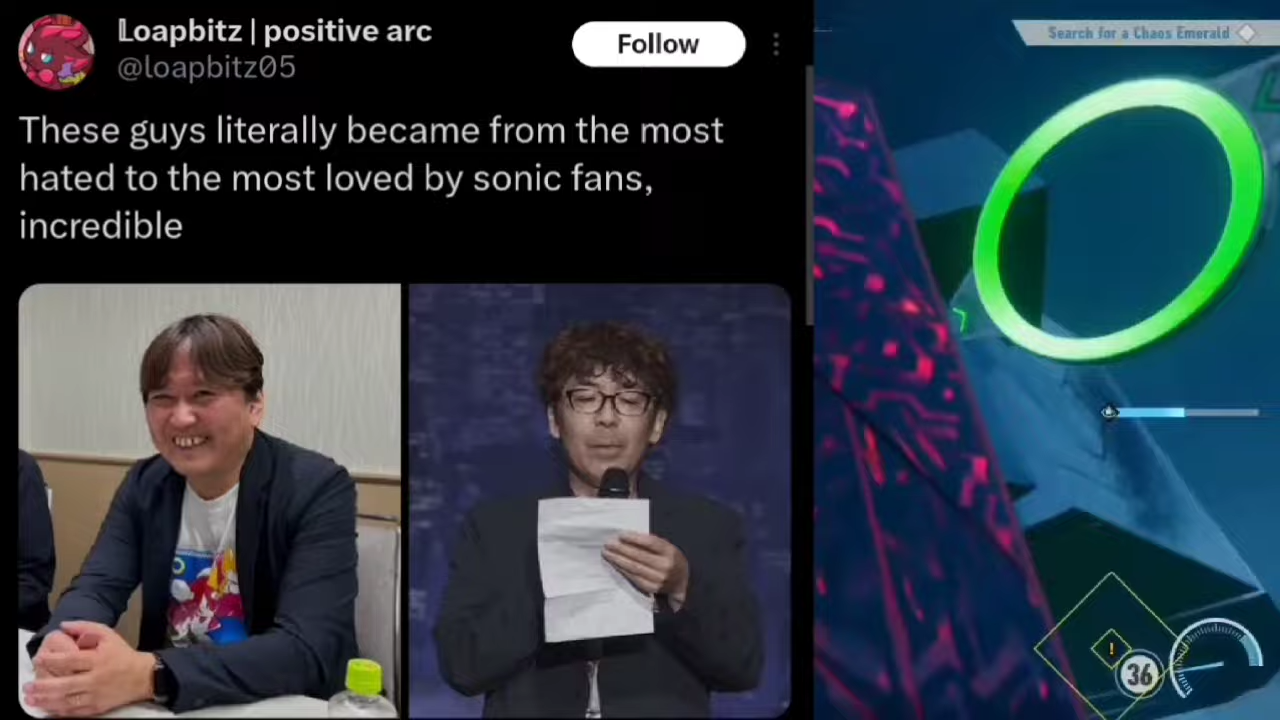 Loapbitz | positive arc
@loapbitz05
Follow
These guys literally became from the most
hated to the most loved by sonic fans,
incredible
Search for a Chaos Emerald
!
36